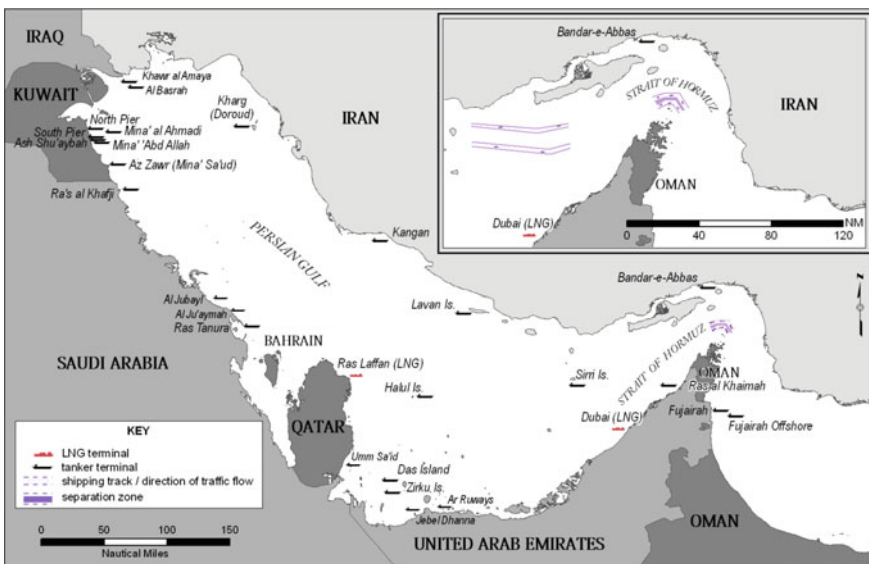 IRAQ
KUWAIT
Khawr al Amaya
Al Basrah
Kharg
(Doroud)
IRAN
North Pier
South Pier
Mina' al Ahmadi
Ash Shu'aybah
Mina' 'Abd Allah
Az Zawr (Mina' Sa'ud)
Ra's al Khafji
PERSIAN GULF
Kangan
Al Jubayl
Al Ju'aymah
Ras Tanura
Lavan Is.
SAUDI ARABIA
BAHRAIN
Ras Laffan (LNG)
Halul Is.
QATAR
Sirri Is.
Bandar-e-Abbas
STRAIT OF HORMUZ
OMAN
Ras al Khaimah
Dubai (LNG)
Fujairah
Fujairah Offshore
Umm Sa'id
Das Island
Zirku Is.
Ar Ruways
Jebel Dhanna
UNITED ARAB EMIRATES
OMAN
KEY
LNG terminal
tanker terminal
shipping track / direction of traffic flow
separation zone
0 50 100 150
Nautical Miles
Bandar-e-Abbas
STRAIT OF HORMUZ
IRAN
OMAN
Dubai (LNG)
NM
0 40 80 120
N